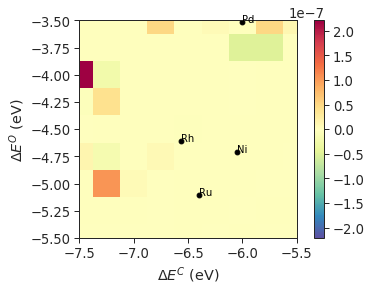 1e−7
−3.50
−3.75
−4.00
−4.25
−4.50
−4.75
−5.00
−5.25
−5.50
ΔE^O (eV)
Pd
Rh
Ni
Ru
−7.5 −7.0 −6.5 −6.0 −5.5
ΔE^C (eV)
2.0
1.5
1.0
0.5
0.0
−0.5
−1.0
−1.5
−2.0